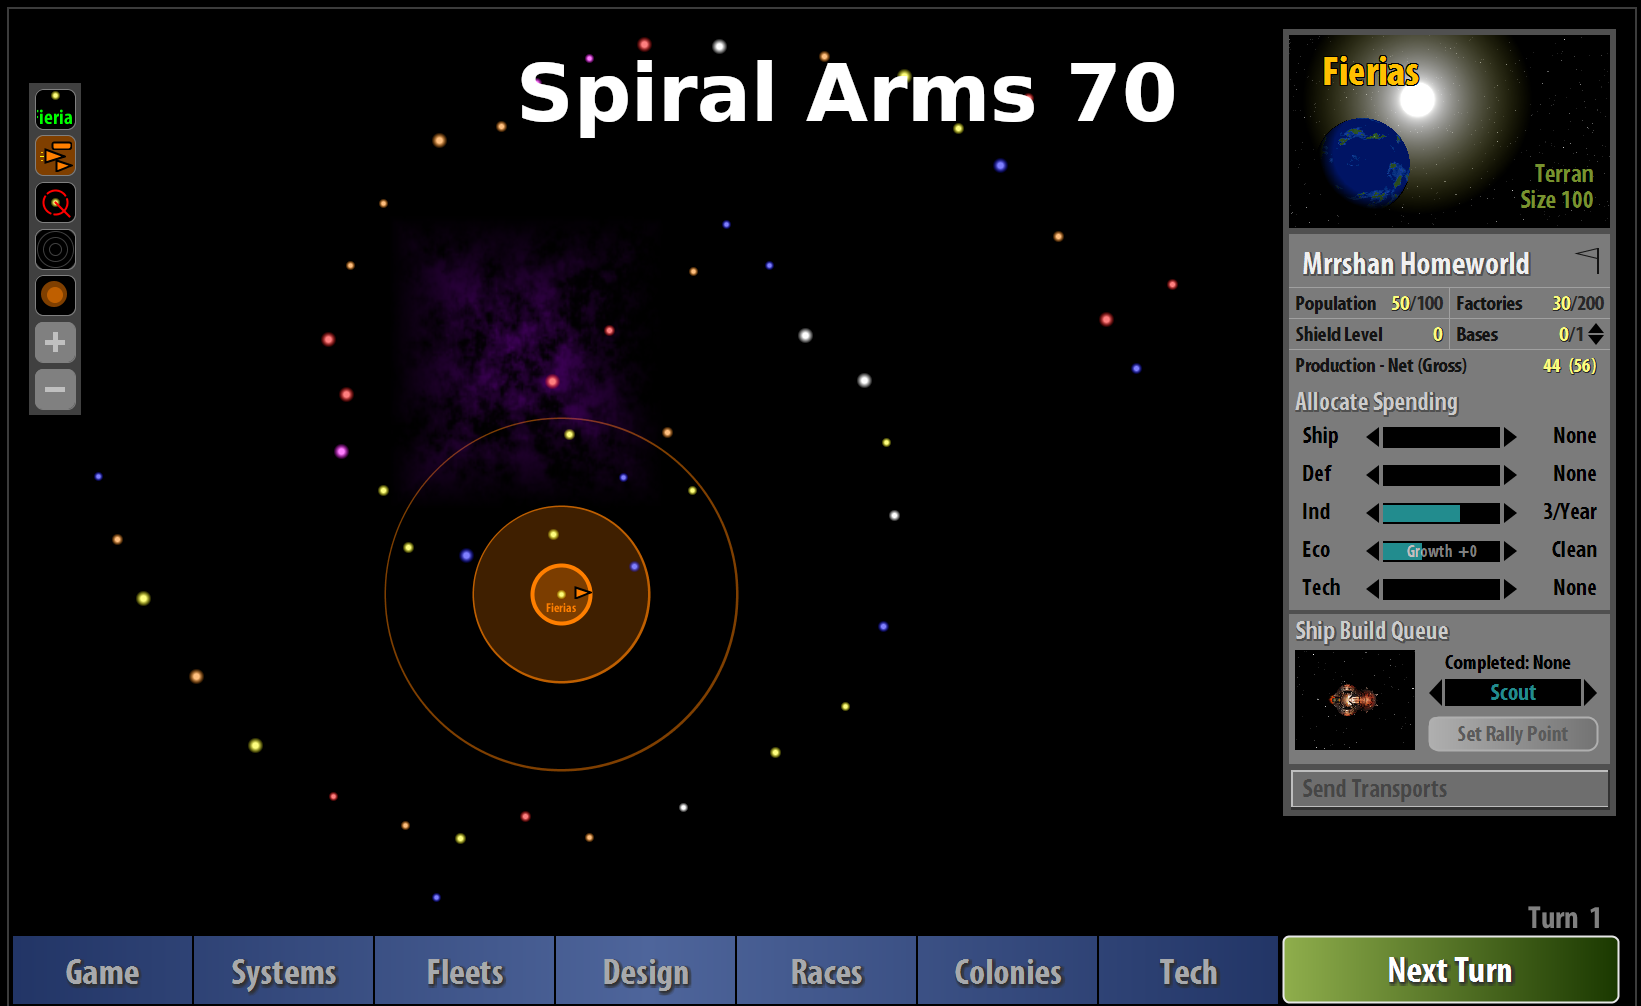 Spiral Arms 70
ieria
Fierias
Terran
Size 100
Mrrshan Homeworld
Population 50/100 Factories 30/200
Shield Level 0 Bases 0/1
Production - Net (Gross) 44 (56)
Allocate Spending
Ship None
Def None
Ind 3/Year
Eco Growth +0 Clean
Tech None
Fierias
Ship Build Queue
Completed: None
Scout
Set Rally Point
Send Transports
Turn 1
Game Systems Fleets Design Races Colonies Tech Next Turn